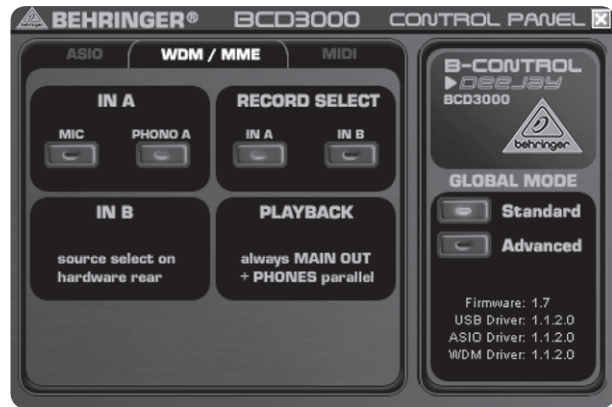 BEHRINGER® BCD3000 CONTROL PANEL X
ASIO WDM / MME MIDI
IN A
MIC PHONO A
RECORD SELECT
IN A IN B
IN B
source select on
hardware rear
PLAYBACK
always MAIN OUT
+ PHONES parallel
B-CONTROL
DEEJAY
BCD3000
behringer
GLOBAL MODE
Standard
Advanced
Firmware: 1.7
USB Driver: 1.1.2.0
ASIO Driver: 1.1.2.0
WDM Driver: 1.1.2.0